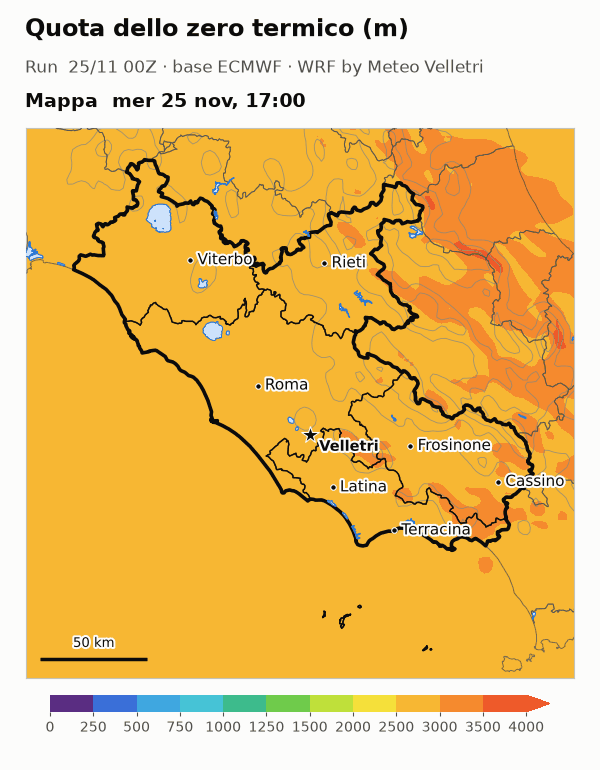 Quota dello zero termico (m)
Run  25/11 00Z · base ECMWF · WRF by Meteo Velletri
Mappa  mer 25 nov, 17:00
Viterbo
Rieti
Roma
Velletri
Frosinone
Cassino
Latina
Terracina
50 km
0 250 500 750 1000 1250 1500 2000 2500 3000 3500 4000